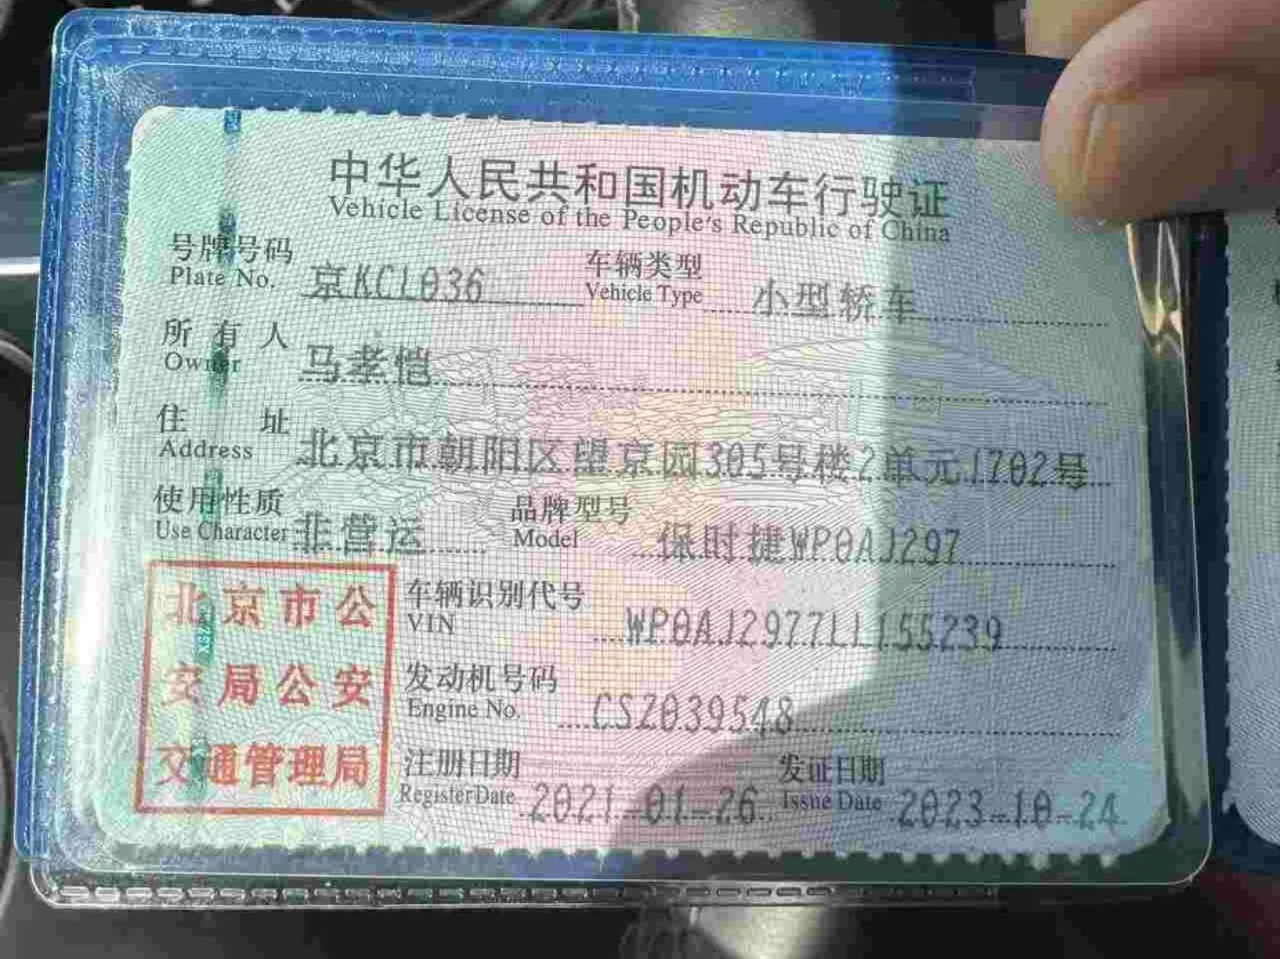 中华人民共和国机动车行驶证
Vehicle License of the People's Republic of China
号牌号码 京KCL036 车辆类型 小型轿车
Plate No. Vehicle Type
所有人 马孝恺
Owner
住址 北京市朝阳区望京园305号楼2单元1702号
Address
使用性质 非营运 品牌型号 保时捷WP0AJ297
Use Character Model
北京市公
安局公安
交通管理局
车辆识别代号 WP0AJ2977LL155239
VIN
发动机号码 CSZ039548
Engine No.
注册日期 2021-01-26 发证日期 2023-10-24
Register Date Issue Date